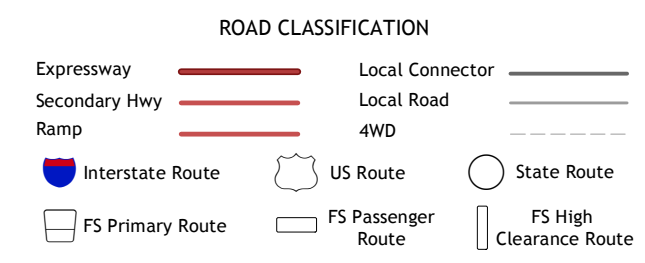 ROAD CLASSIFICATION
Expressway
Local Connector
Secondary Hwy
Local Road
Ramp
4WD
Interstate Route
US Route
State Route
FS Primary Route
FS Passenger
Route
FS High
Clearance Route